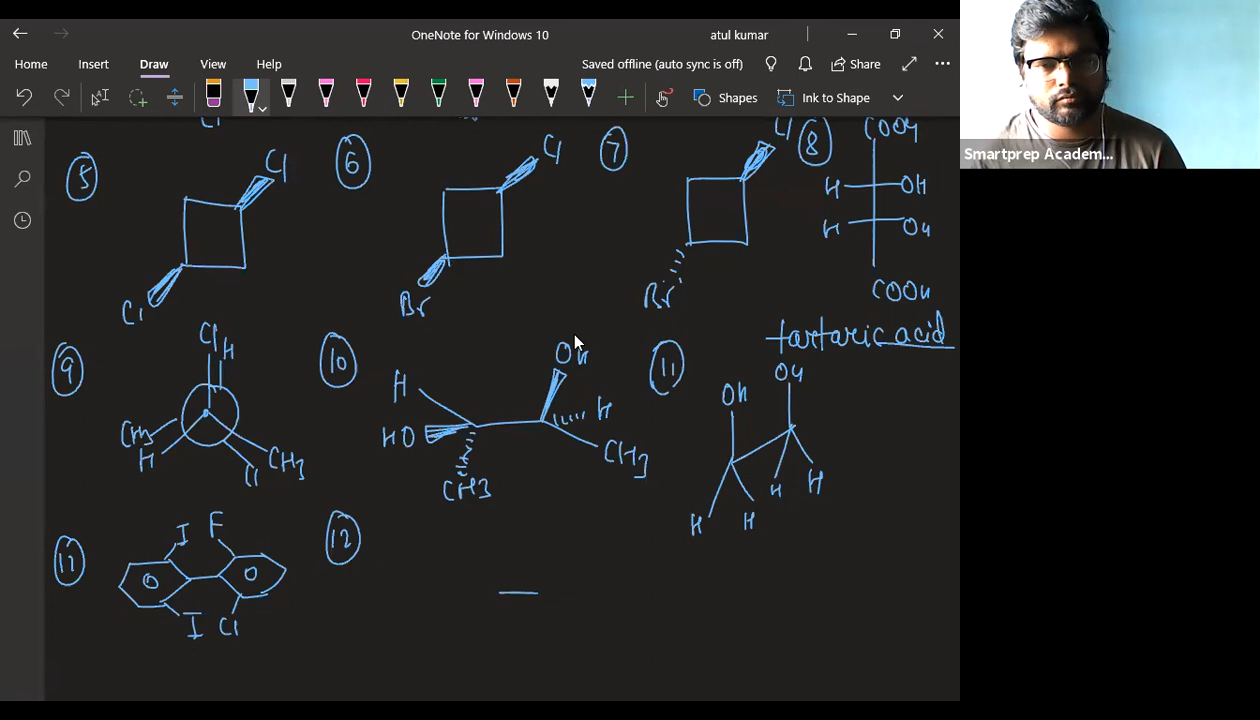 OneNote for Windows 10
atul kumar
Home Insert Draw View Help
Saved offline (auto sync is off)
Share
Shapes
Ink to Shape
Smartprep Academ...
Cl
5
Cl
Cl
6
Cl
Br
7
Cl
Br
8
COOH
H OH
H OH
COOH
tartaric acid
9
Cl
H
CH3
H
Cl
CH3
10
H
HO
CH3
OH
H
CH3
11
OH
OH
H
H
H
H
11
I F
I Cl
12